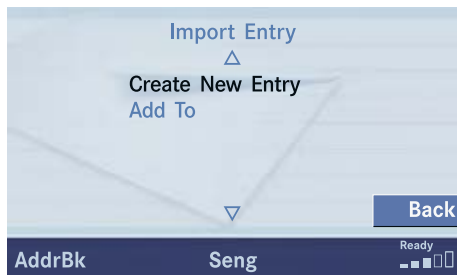 Import Entry
Create New Entry
Add To
Back
AddrBk Seng Ready